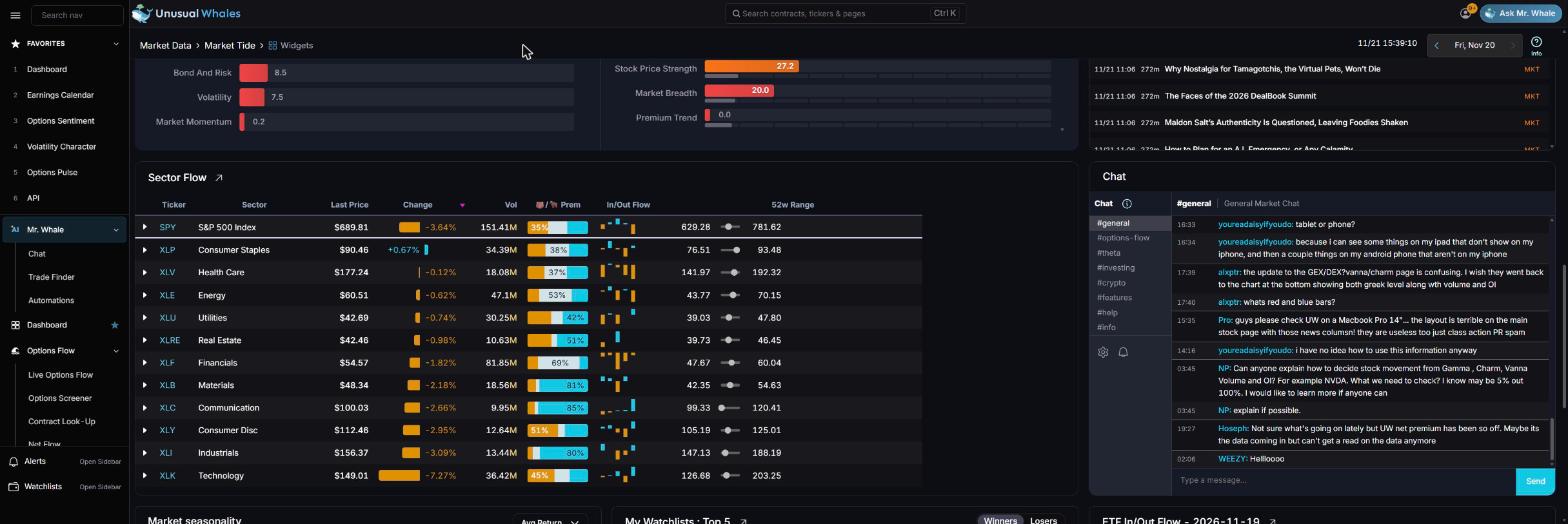 Search nav
Unusual Whales
Search contracts, tickers & pages
Ctrl K
9+
Ask Mr. Whale
FAVORITES
1 Dashboard
2 Earnings Calendar
3 Options Sentiment
4 Volatility Character
5 Options Pulse
6 API
AI Mr. Whale
Chat
Trade Finder
Automations
Dashboard
Options Flow
Live Options Flow
Options Screener
Contract Look-Up
Net Flow
Alerts Open Sidebar
Watchlists Open Sidebar
Market Data > Market Tide > Widgets
11/21 15:39:10
Fri, Nov 20
Info
Bond And Risk 8.5
Volatility 7.5
Market Momentum 0.2
Stock Price Strength 27.2
Market Breadth 20.0
Premium Trend 0.0
11/21 11:06 272m Why Nostalgia for Tamagotchis, the Virtual Pets, Won't Die MKT
11/21 11:06 272m The Faces of the 2026 DealBook Summit MKT
11/21 11:06 272m Maldon Salt's Authenticity Is Questioned, Leaving Foodies Shaken MKT
11/21 11:06 272m How to Plan for an A.I. Emergency, or Any Calamity MKT
Sector Flow
Ticker Sector Last Price Change Vol / Prem In/Out Flow 52w Range
SPY S&P 500 Index $689.81 -3.64% 151.41M 35% 629.28 781.62
XLP Consumer Staples $90.46 +0.67% 34.39M 38% 76.51 93.48
XLV Health Care $177.24 -0.12% 18.08M 37% 141.97 192.32
XLE Energy $60.51 -0.62% 47.1M 53% 43.77 70.15
XLU Utilities $42.69 -0.74% 30.25M 42% 39.03 47.80
XLRE Real Estate $42.46 -0.98% 10.63M 51% 39.73 46.45
XLF Financials $54.57 -1.82% 41.85M 69% 47.67 60.04
XLB Materials $48.34 -2.18% 18.56M 81% 42.35 54.63
XLC Communication $100.03 -2.66% 9.95M 85% 99.33 120.41
XLY Consumer Disc $112.46 -2.95% 12.64M 51% 105.19 125.01
XLI Industrials $156.37 -3.09% 13.44M 80% 147.13 188.19
XLK Technology $149.01 -7.27% 36.42M 45% 126.68 203.25
Chat
Chat
#general
#options-flow
#theta
#investing
#crypto
#features
#help
#info
#general General Market Chat
16:33 youreadaisyifyoudo: tablet or phone?
16:34 youreadaisyifyoudo: because i can see some things on my ipad that don't show on my
iphone, and then a couple things on my android phone that aren't on my iphone
17:39 alxptr: the update to the GEX/DEX?vanna/charm page is confusing. I wish they went back
to the chart at the bottom showing both greek level along wth volume and OI
17:40 alxptr: whats red and blue bars?
15:35 Pro: guys please check UW on a Macbook Pro 14"... the layout is terrible on the main
stock page with those news columsn! they are useless too just class action PR spam
14:16 youreadaisyifyoudo: i have no idea how to use this information anyway
03:45 NP: Can anyone explain how to decide stock movement from Gamma , Charm, Vanna
Volume and OI? For example NVDA. What we need to check? I know may be 5% out
100%. I would like to learn more if anyone can
03:45 NP: explain if possible.
19:27 Hoseph: Not sure what's going on lately but UW net premium has been so off. Maybe its
the data coming in but can't get a read on the data anymore
02:06 WEEZY: Hellloooo
Type a message...
Send
Market seasonality
Avg Return
My Watchlists : Top 5
Winners Losers
ETF In/Out Flow - 2026-11-19